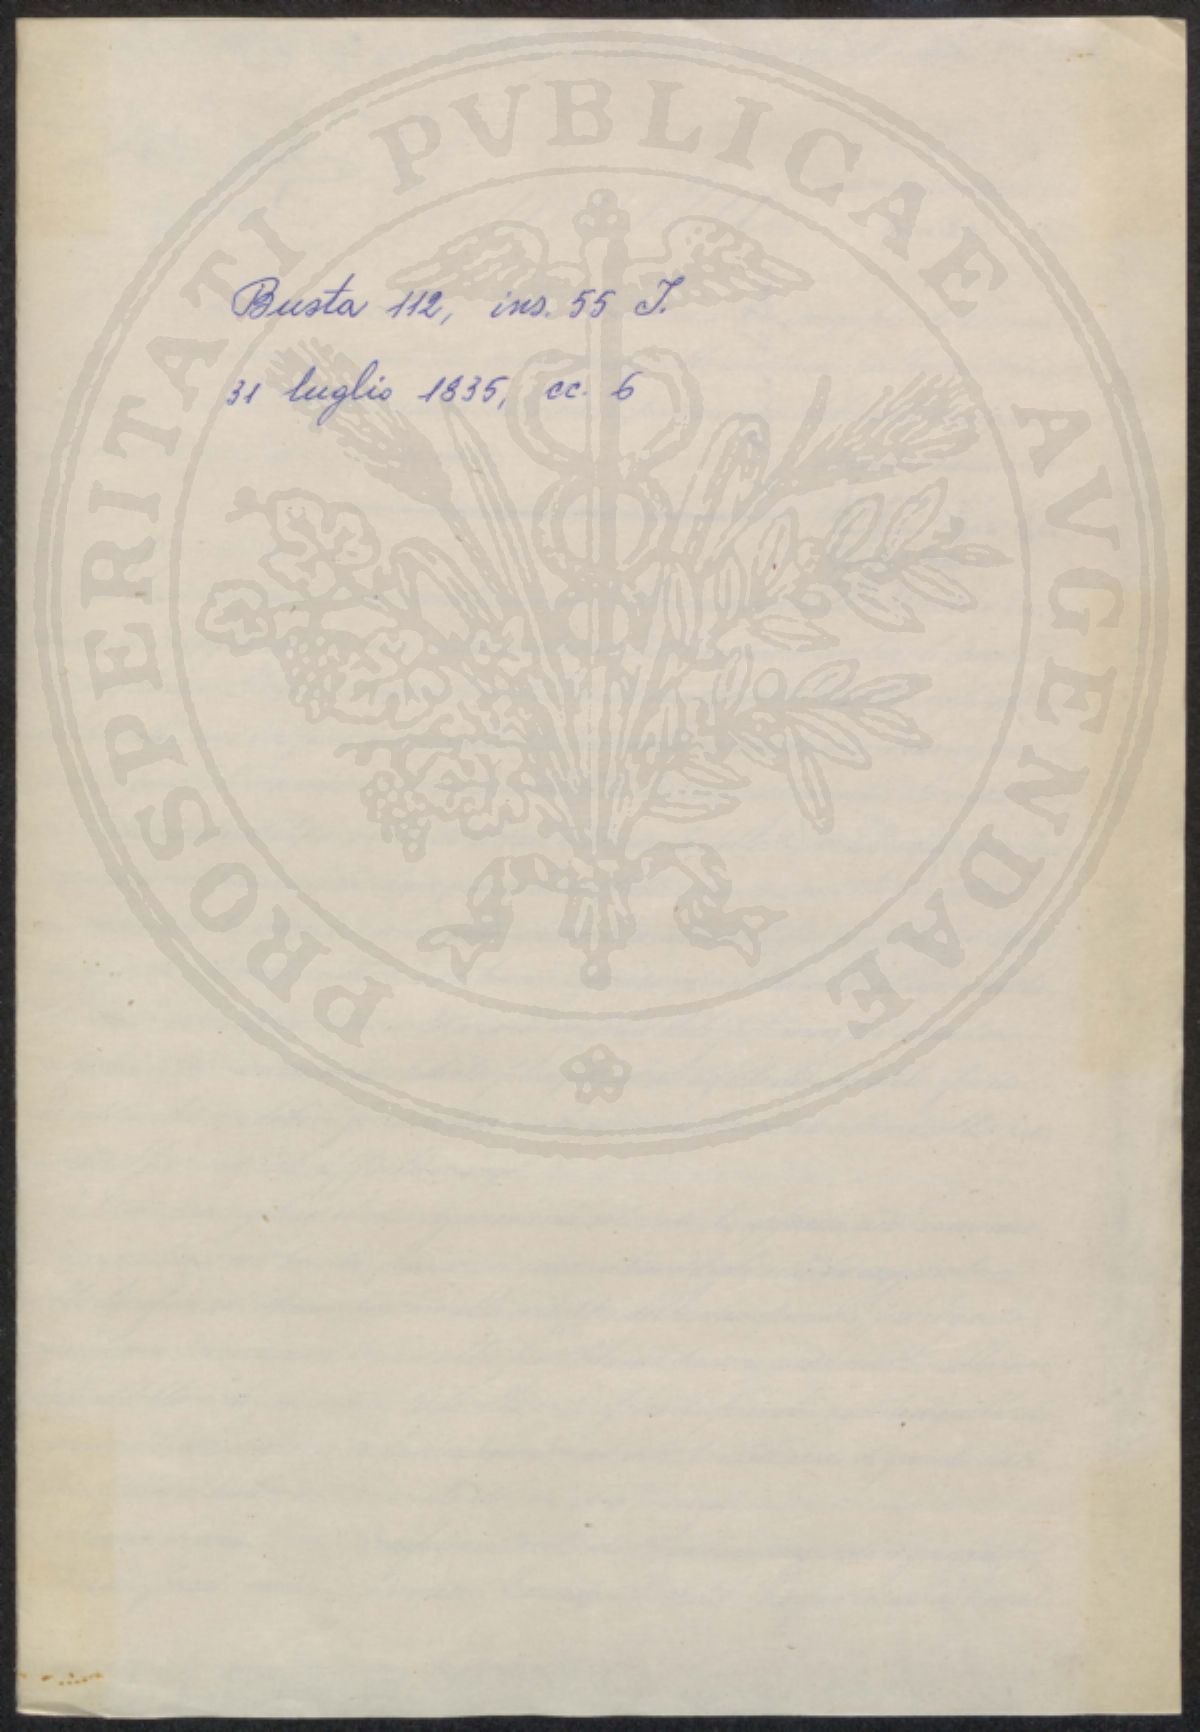 PROSPERITATI PVBLICAE AVGENDAE
Busta 112, ins. 55 I.
31 luglio 1835, cc. 6